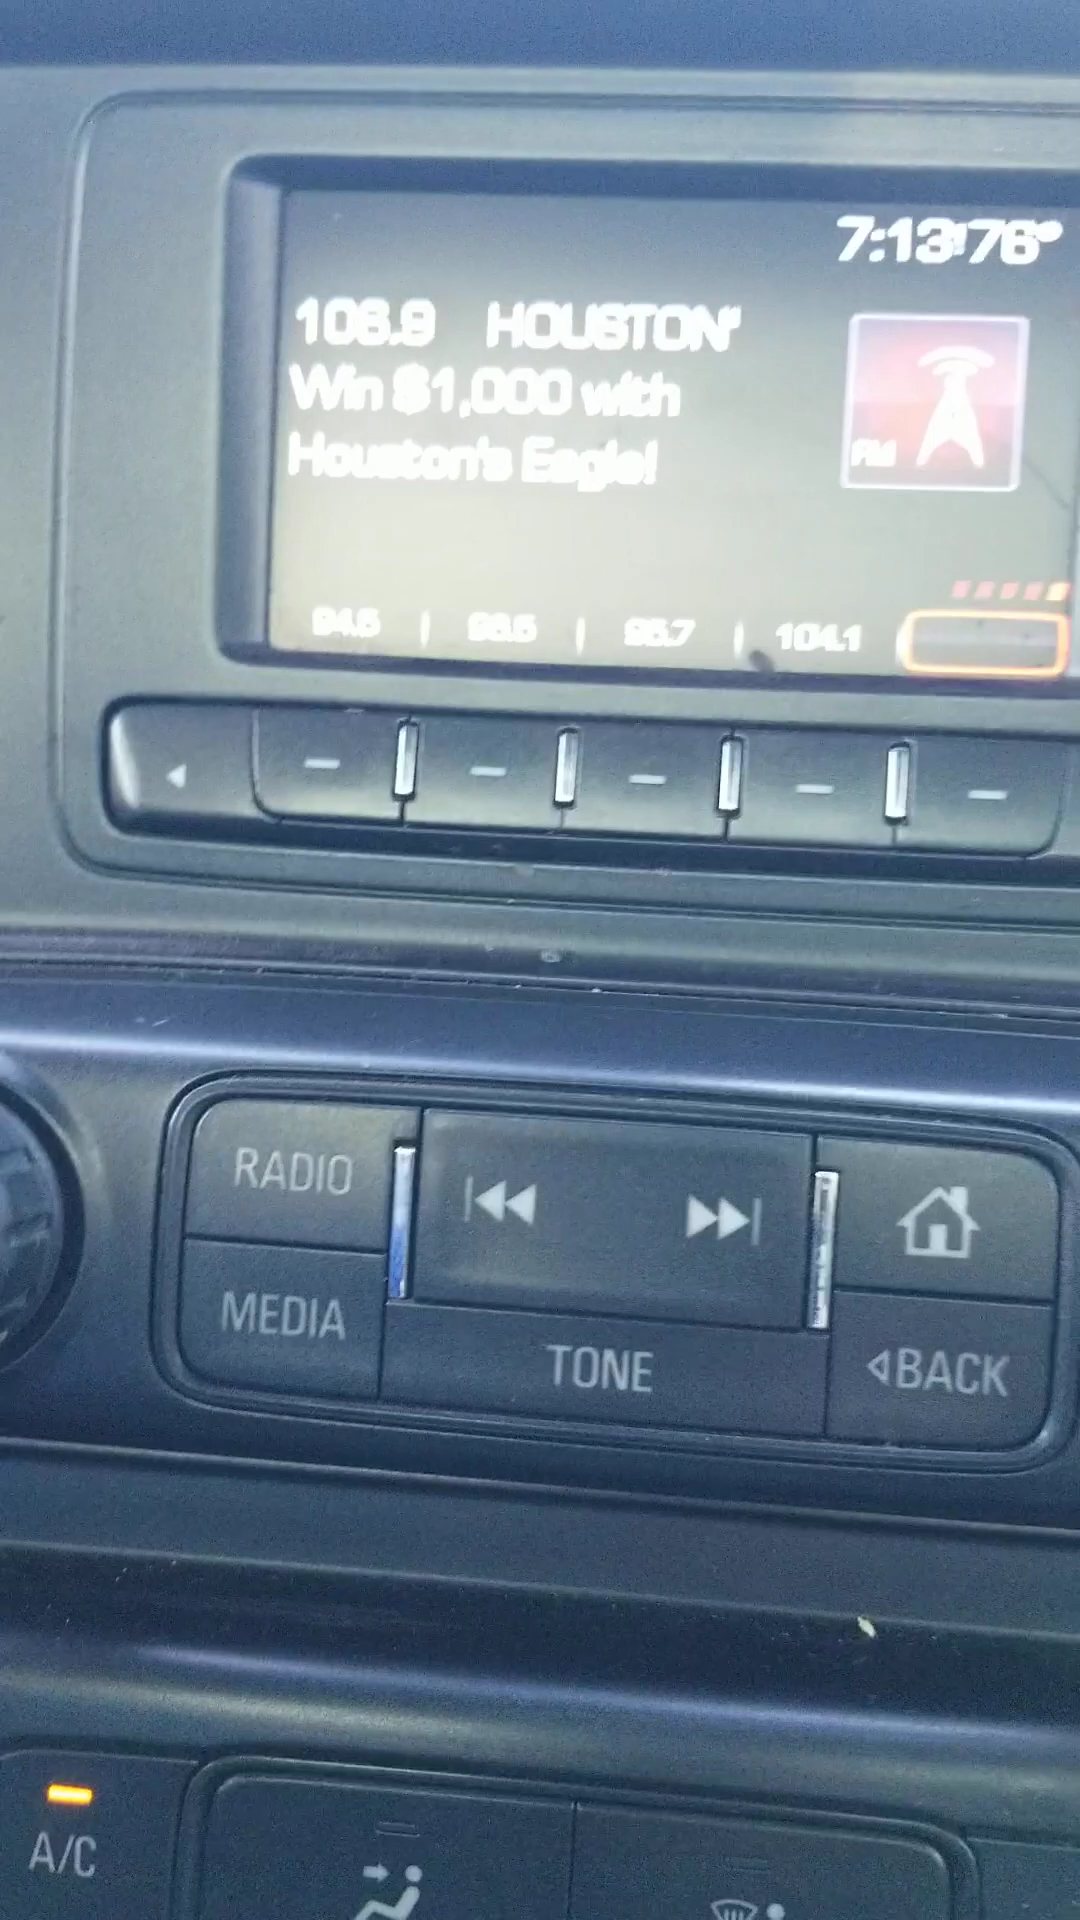 7:13 76°
106.9 HOUSTON'
Win $1,000 with
Houston's Eagle!
FM
94.5 | 96.5 | 95.7 | 104.1
RADIO
MEDIA
TONE
BACK
A/C